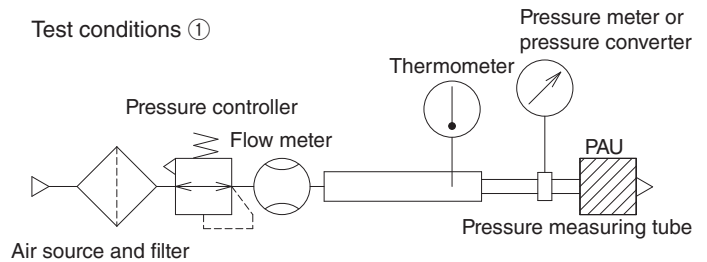 Test conditions ①
Pressure meter or
pressure converter
Thermometer
Pressure controller
Flow meter
PAU
Pressure measuring tube
Air source and filter